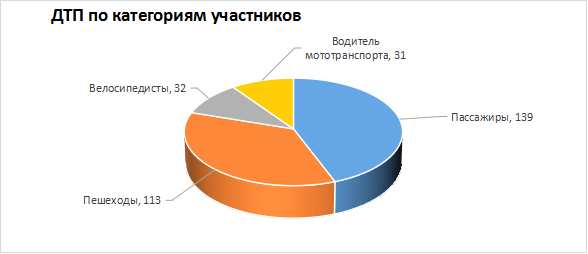 ДТП по категориям участников
Водитель
мототранспорта, 31
Велосипедисты, 32
Пассажиры, 139
Пешеходы, 113